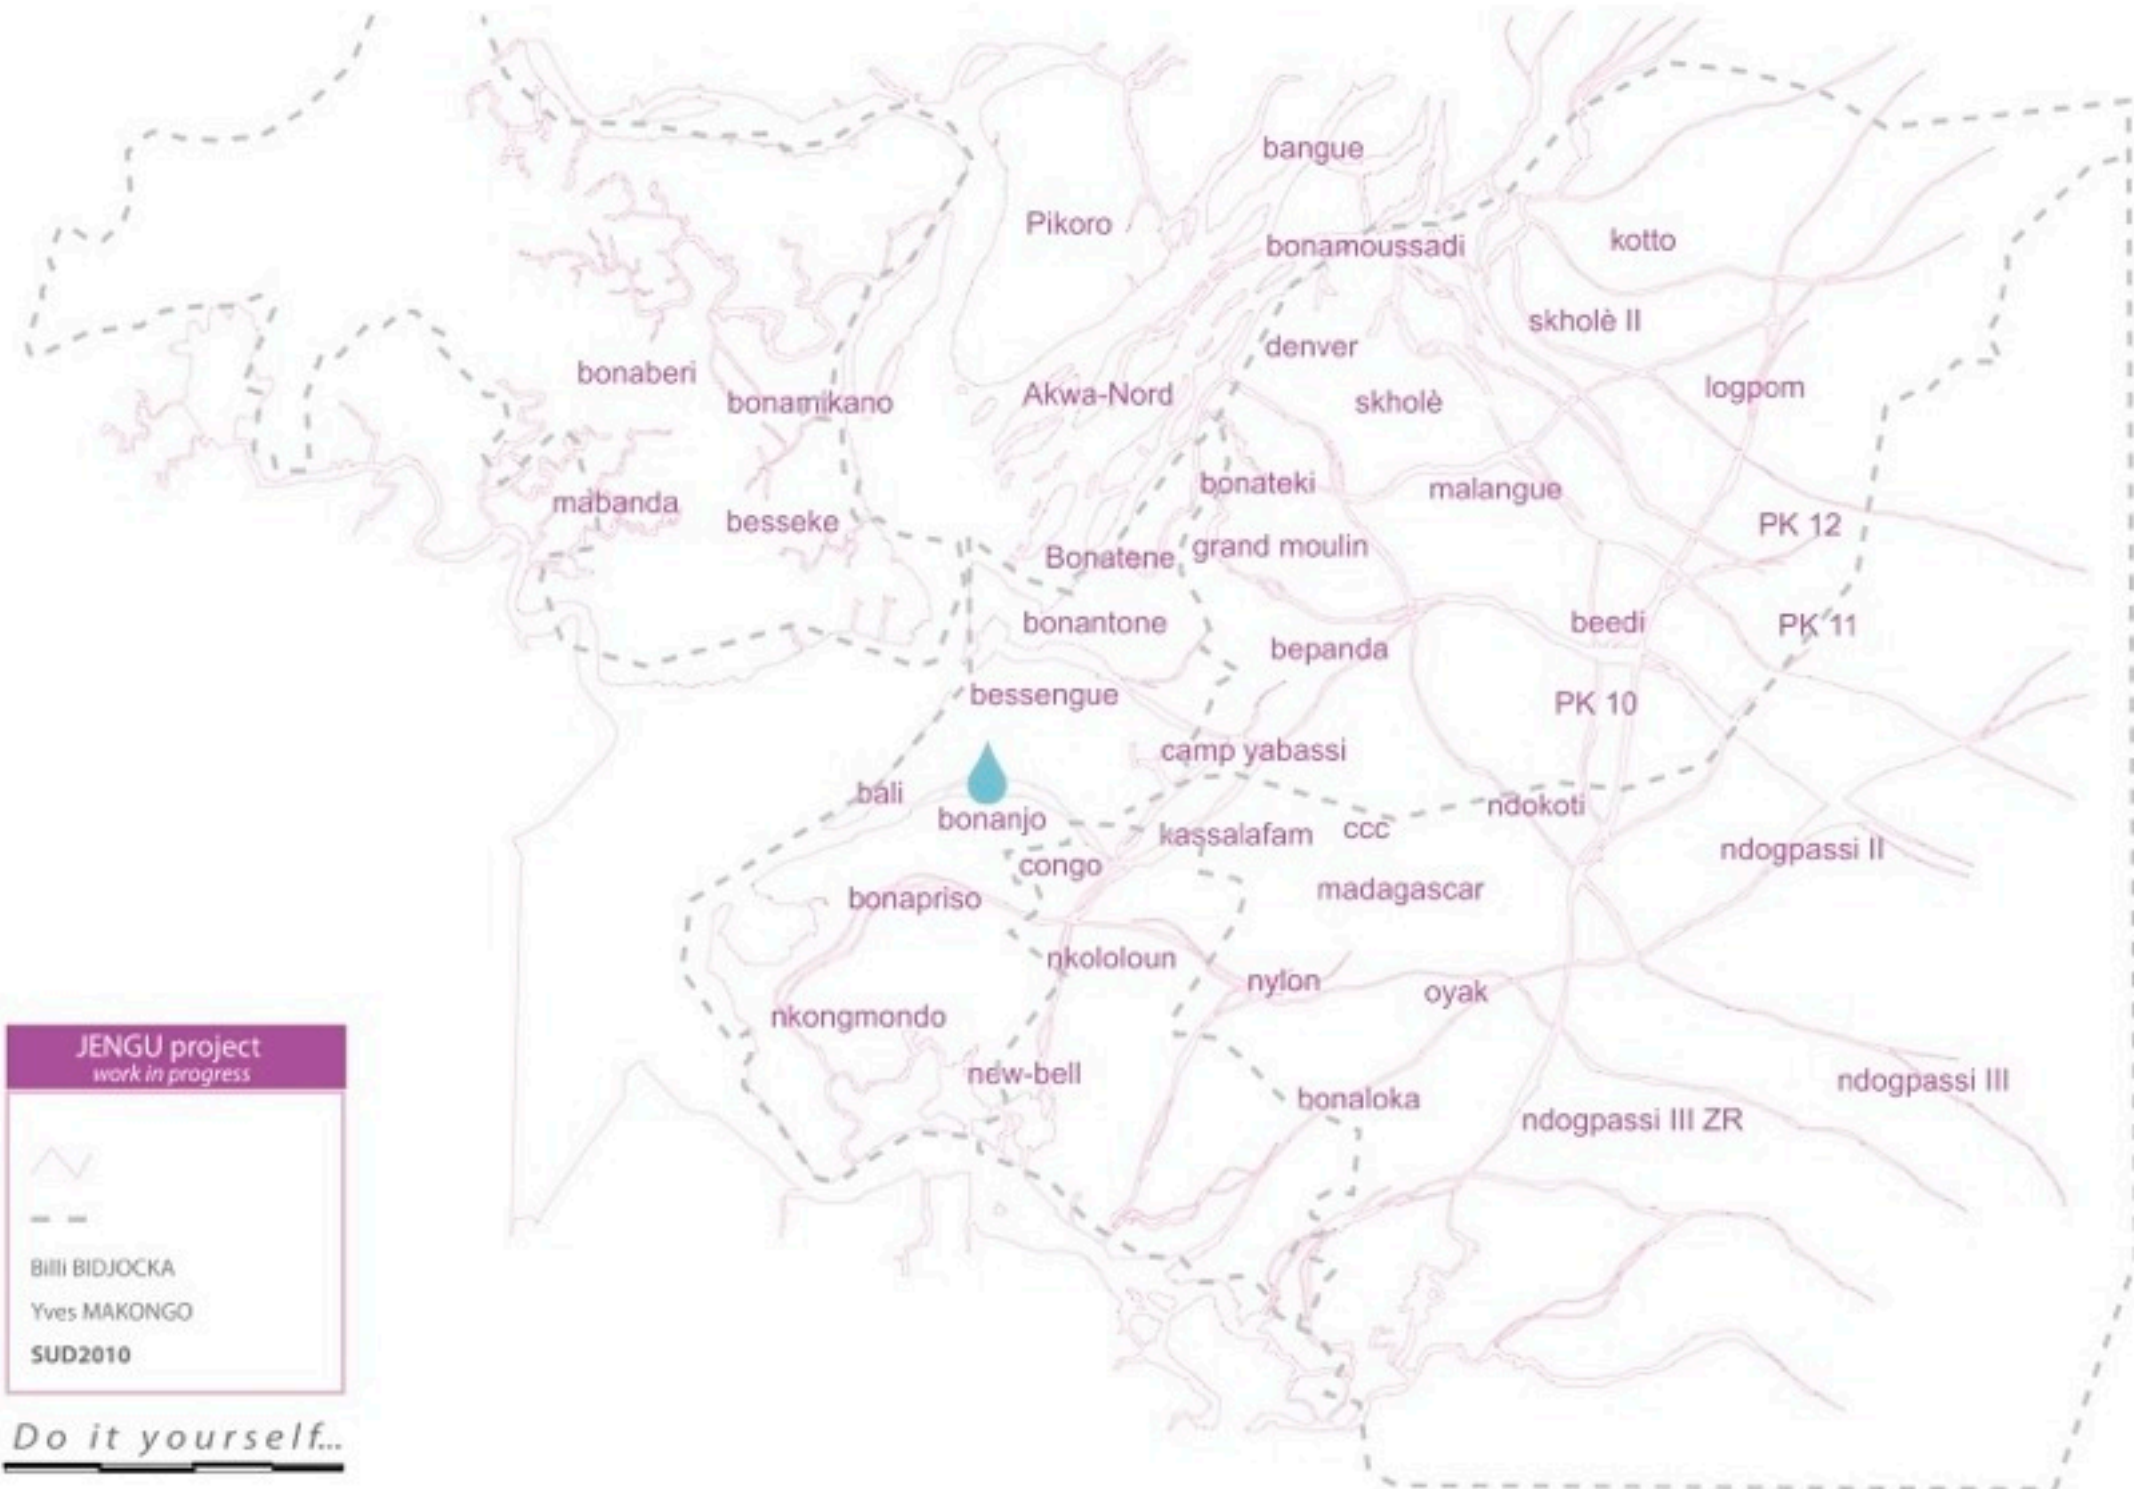 bangue
Pikoro
bonamoussadi
kotto
skholè II
denver
bonaberi
logpom
Akwa-Nord
bonamikano
skholè
bonateki
malangue
mabanda
besseke
PK 12
grand moulin
Bonatene
bonantone
beedi
PK 11
bepanda
bessengue
PK 10
camp yabassi
bali
ndokoti
bonanjo
ccc
kassalafam
ndogpassi II
congo
madagascar
bonapriso
nkololoun
nylon
oyak
nkongmondo
new-bell
ndogpassi III
bonaloka
ndogpassi III ZR
JENGU project
work in progress
Billi BIDJOCKA
Yves MAKONGO
SUD2010
Do it yourself...